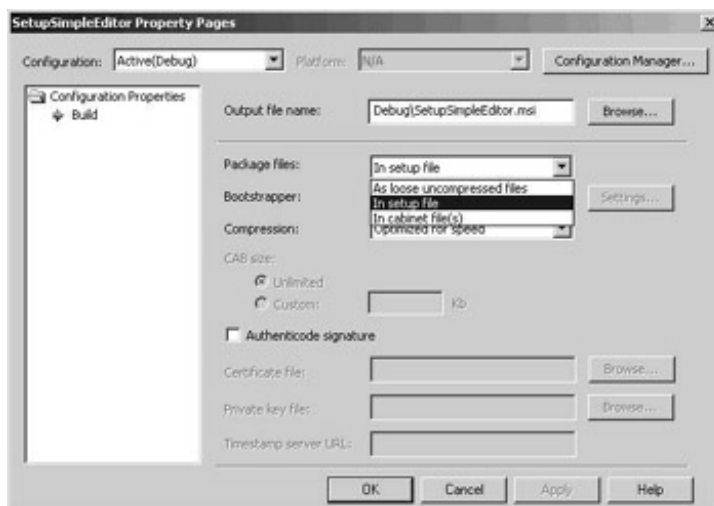 SetupSimpleEditor Property Pages
Configuration: Active(Debug) Platform: N/A Configuration Manager...
Configuration Properties
Build
Output file name: Debug\SetupSimpleEditor.msi Browse...
Package files: In setup file
As loose uncompressed files
In setup file
In cabinet file(s)
Bootstrapper: Settings...
Compression: Optimized for speed
CAB size:
Unlimited
Custom: Kb
Authenticode signature
Certificate file: Browse...
Private key file: Browse...
Timestamp server URL:
OK Cancel Apply Help